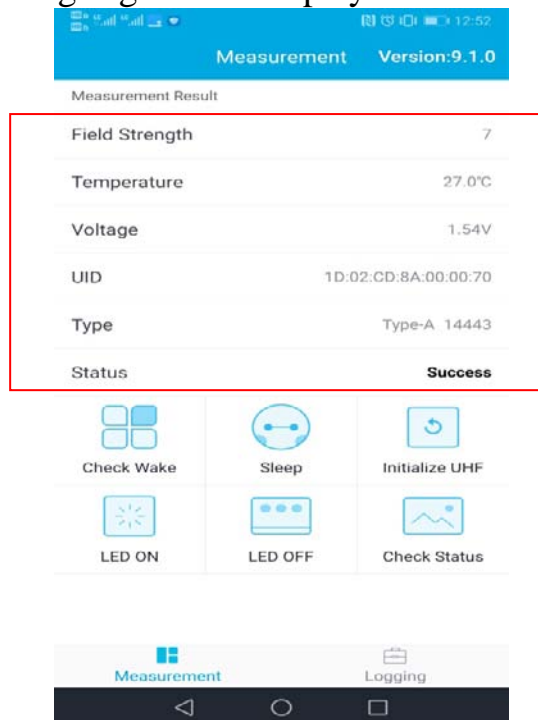 12:52
Measurement Version:9.1.0
Measurement Result
Field Strength 7
Temperature 27.0℃
Voltage 1.54V
UID 1D:02:CD:8A:00:00:70
Type Type-A 14443
Status Success
Check Wake Sleep Initialize UHF
LED ON LED OFF Check Status
Measurement Logging